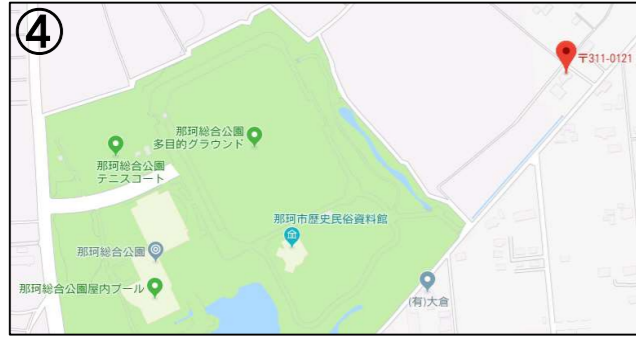 ④
〒311-0121
那珂総合公園
多目的グラウンド
那珂総合公園
テニスコート
那珂市歴史民俗資料館
那珂総合公園
那珂総合公園屋内プール
(有)大倉